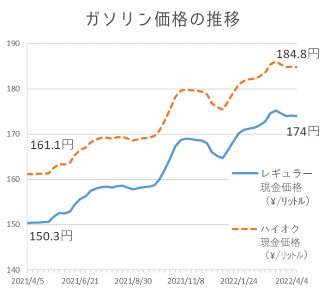 ガソリン価格の推移
190
184.8円
180
170
161.1円
174円
160
レギュラー
現金価格
(¥/リットル)
150
150.3円
ハイオク
現金価格
(¥/リットル)
140
2021/4/5 2021/6/21 2021/8/30 2021/11/8 2022/1/24 2022/4/4